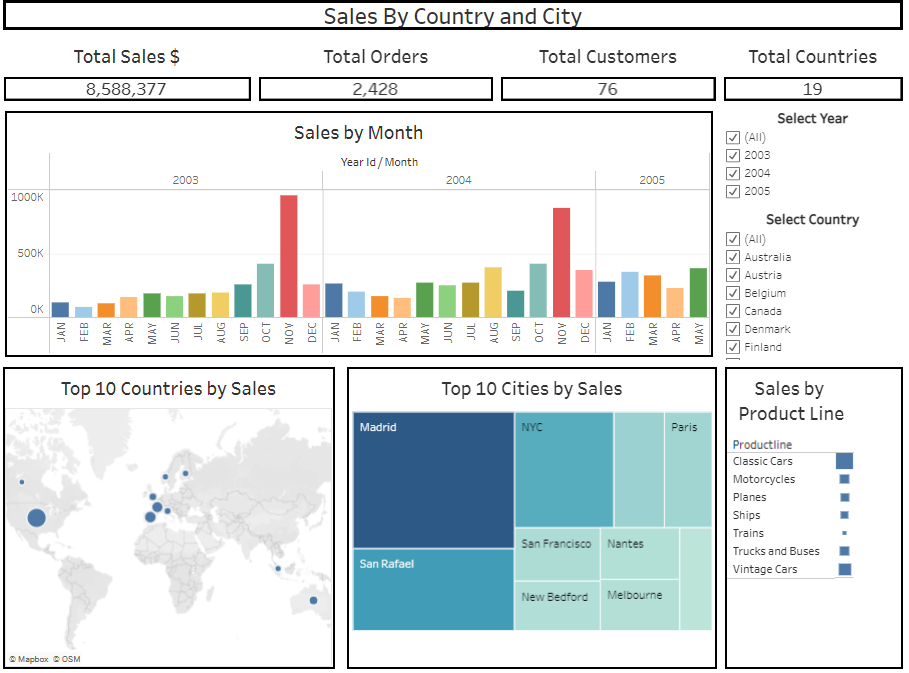 Sales By Country and City
Total Sales $
Total Orders
Total Customers
Total Countries
8,588,377
2,428
76
19
Sales by Month
Year Id / Month
2003
2004
2005
1000K
500K
0K
JAN
FEB
MAR
APR
MAY
JUN
JUL
AUG
SEP
OCT
NOV
DEC
JAN
FEB
MAR
APR
MAY
JUN
JUL
AUG
SEP
OCT
NOV
DEC
JAN
FEB
MAR
APR
MAY
Select Year
(All)
2003
2004
2005
Select Country
(All)
Australia
Austria
Belgium
Canada
Denmark
Finland
Top 10 Countries by Sales
© Mapbox © OSM
Top 10 Cities by Sales
Madrid
NYC
Paris
San Rafael
San Francisco
Nantes
New Bedford
Melbourne
Sales by
Product Line
Productline
Classic Cars
Motorcycles
Planes
Ships
Trains
Trucks and Buses
Vintage Cars